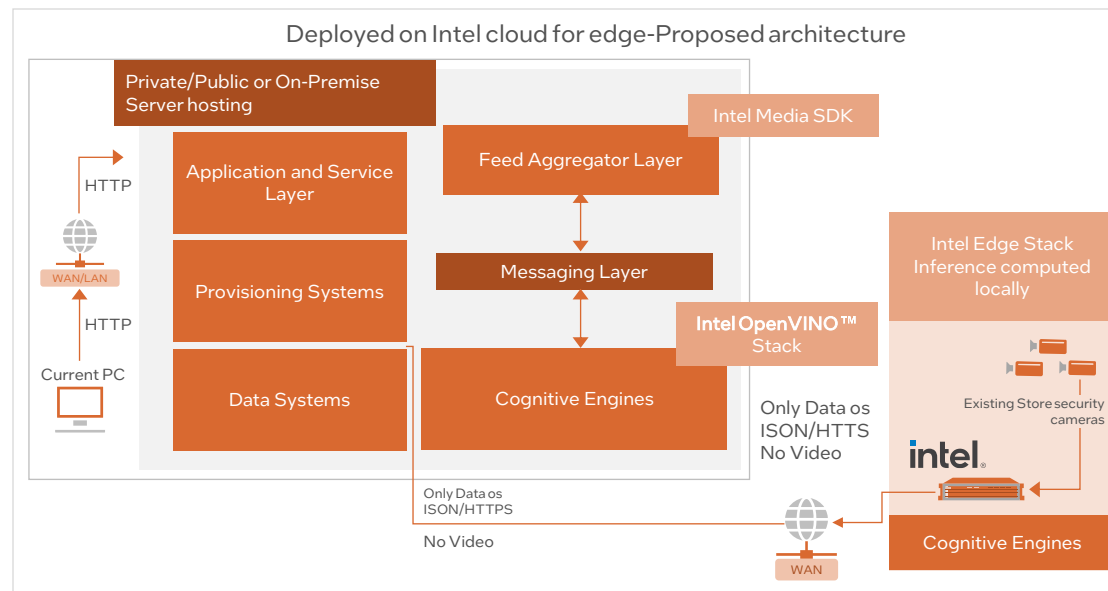 Deployed on Intel cloud for edge-Proposed architecture
Private/Public or On-Premise
Server hosting
Intel Media SDK
Application and Service
Layer
Feed Aggregator Layer
HTTP
WAN/LAN
HTTP
Current PC
Provisioning Systems
Messaging Layer
Intel OpenVINO™
Stack
Data Systems
Cognitive Engines
Intel Edge Stack
Inference computed
locally
Existing Store security
cameras
Only Data os
ISON/HTTS
No Video
intel®
Only Data os
ISON/HTTPS
No Video
WAN
Cognitive Engines